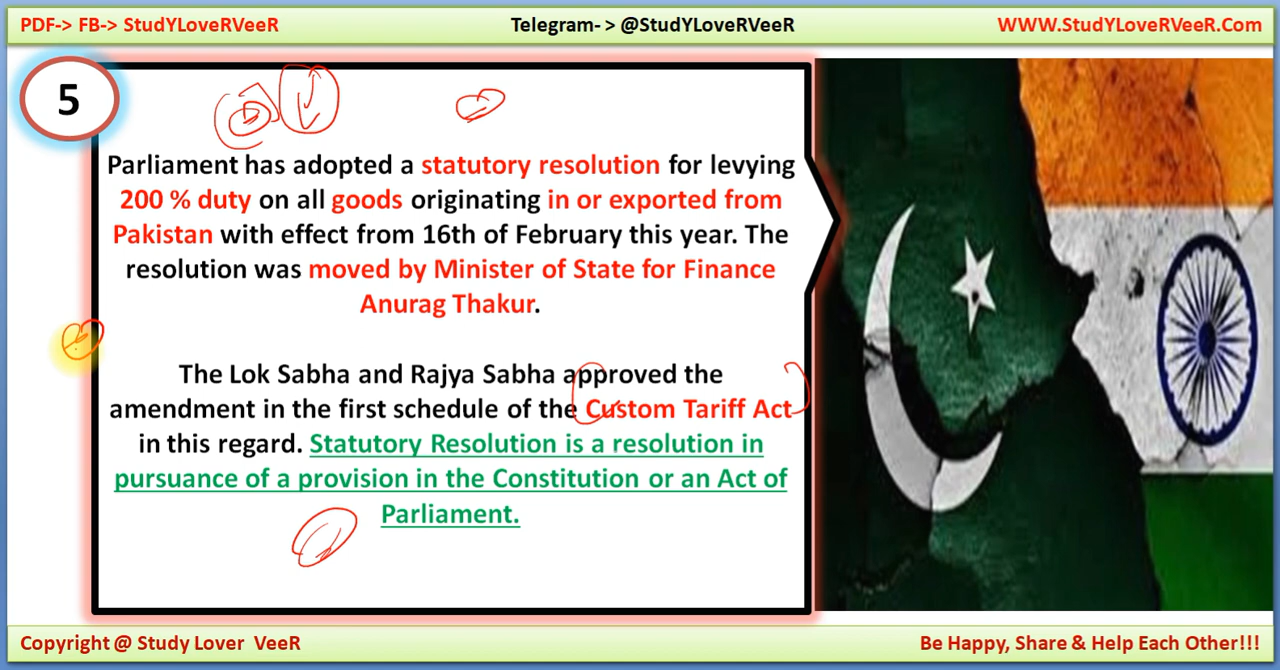 PDF-> FB-> StudYLoveRVeeR
Telegram- > @StudYLoveRVeeR
WWW.StudYLoveRVeeR.Com
5
Parliament has adopted a statutory resolution for levying
200 % duty on all goods originating in or exported from
Pakistan with effect from 16th of February this year. The
resolution was moved by Minister of State for Finance
Anurag Thakur.
The Lok Sabha and Rajya Sabha approved the
amendment in the first schedule of the Custom Tariff Act
in this regard. Statutory Resolution is a resolution in
pursuance of a provision in the Constitution or an Act of
Parliament.
Copyright @ Study Lover VeeR
Be Happy, Share & Help Each Other!!!